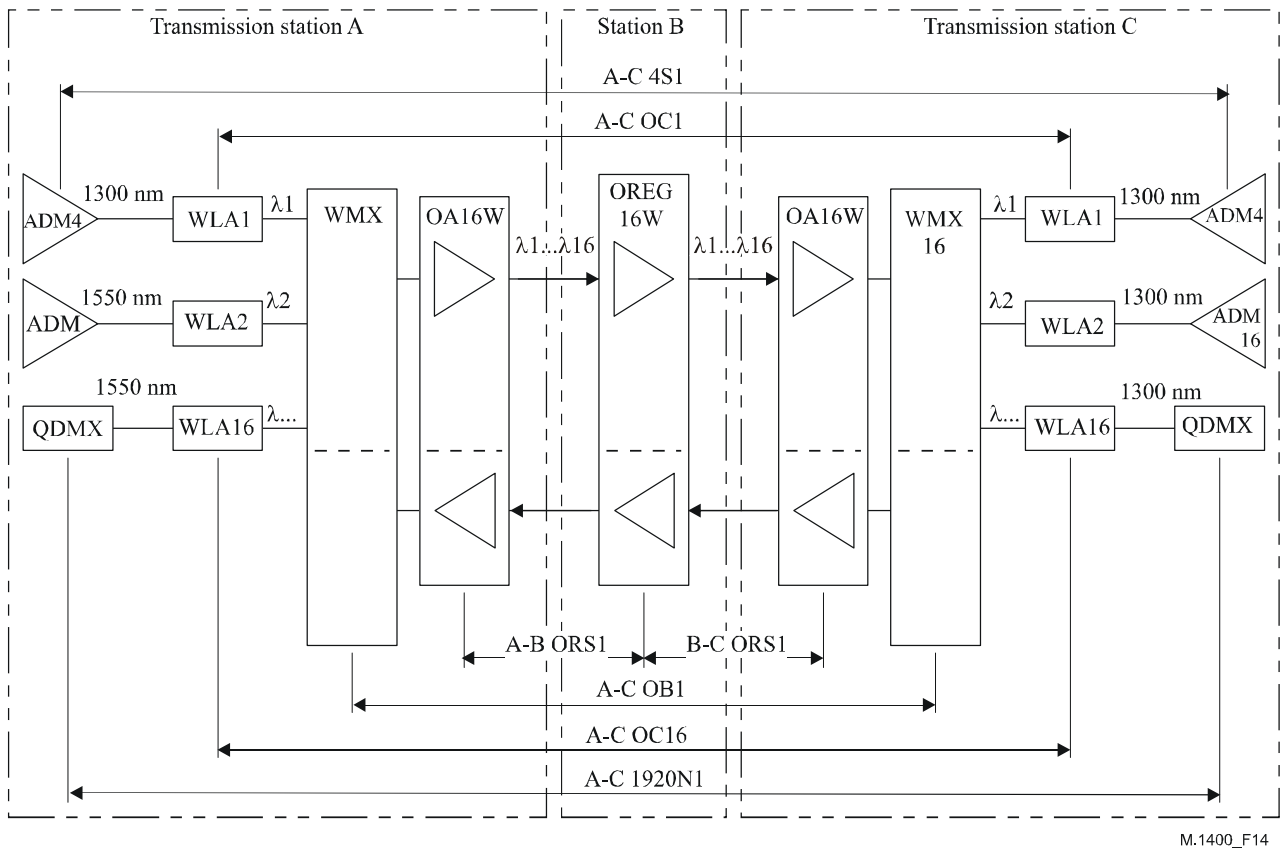 Transmission station A
Station B
Transmission station C
A-C 4S1
A-C OC1
1300 nm
ADM4
WLA1
λ1
WMX
OA16W
λ1...λ16
OREG
16W
λ1...λ16
OA16W
WMX
16
λ1
WLA1
1300 nm
ADM4
1550 nm
ADM
WLA2
λ2
λ2
WLA2
1300 nm
ADM
16
1550 nm
QDMX
WLA16
λ...
λ...
WLA16
1300 nm
QDMX
A-B ORS1
B-C ORS1
A-C OB1
A-C OC16
A-C 1920N1
M.1400_F14